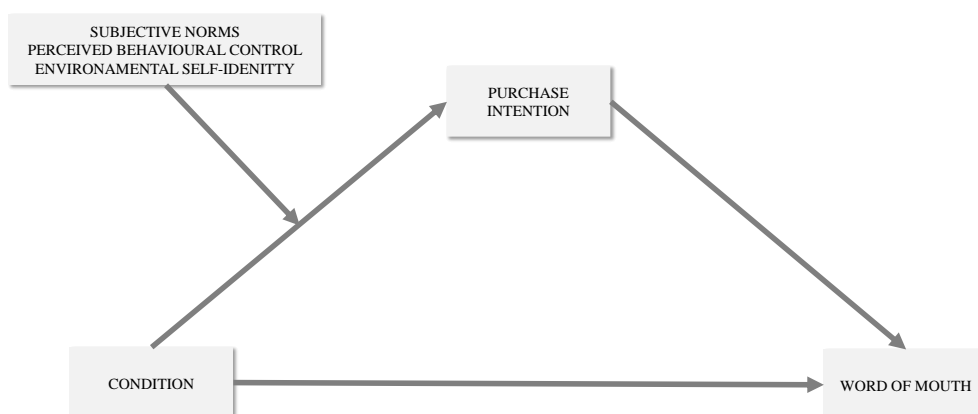 SUBJECTIVE NORMS
PERCEIVED BEHAVIOURAL CONTROL
ENVIRONAMENTAL SELF-IDENITTY
PURCHASE
INTENTION
CONDITION
WORD OF MOUTH